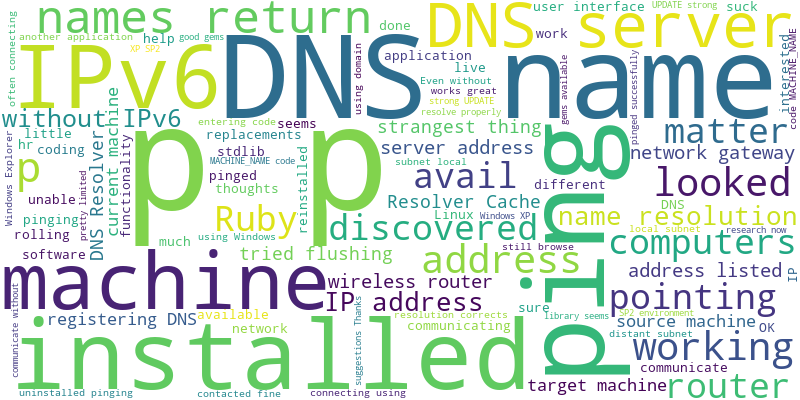 names return
DNS server
user interface
UPDATE strong
suck
often connecting
another application
good gems
XP SP2
help
done
using domain
application
work
live
Even without
works great
strong UPDATE
resolve properly
IPv6
DNS name
gems available
pinged successfully
interested
code MACHINE_NAME
without IPv6
seems
entering code
replacements
stdlib
MACHINE_NAME code
pinged
thoughts
strangest thing
server address
subnet local
matter
network gateway
little
hr
coding
p
p p
Windows Explorer
unable
pinging
rolling
software
pretty limited
DNS Resolver
current machine
functionality
reinstalled
avail
different
looked
Resolver Cache
Linux
Windows XP
Ruby
discovered
still browse
ping
DNS
name resolution
local subnet
research now
much
using Windows
tried flushing
computers
machine
address
address listed
IP
wireless router
IP address
sure
pointing
communicate without
registering DNS
available
network
resolution corrects
communicating
suggestions Thanks
library seems
SP2 environment
source machine
OK
distant subnet
installed
working
communicate
target machine
router
uninstalled pinging
contacted fine
connecting using